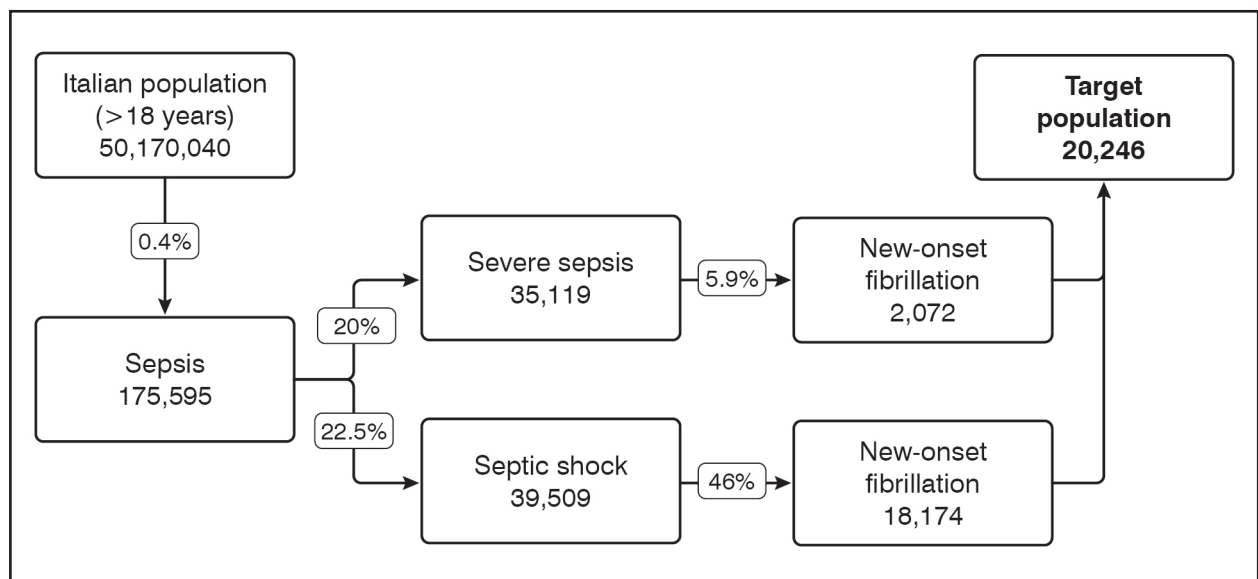 Italian population
(>18 years)
50,170,040
0.4%
Sepsis
175,595
20%
22.5%
Severe sepsis
35,119
5.9%
New-onset
fibrillation
2,072
Septic shock
39,509
46%
New-onset
fibrillation
18,174
Target
population
20,246